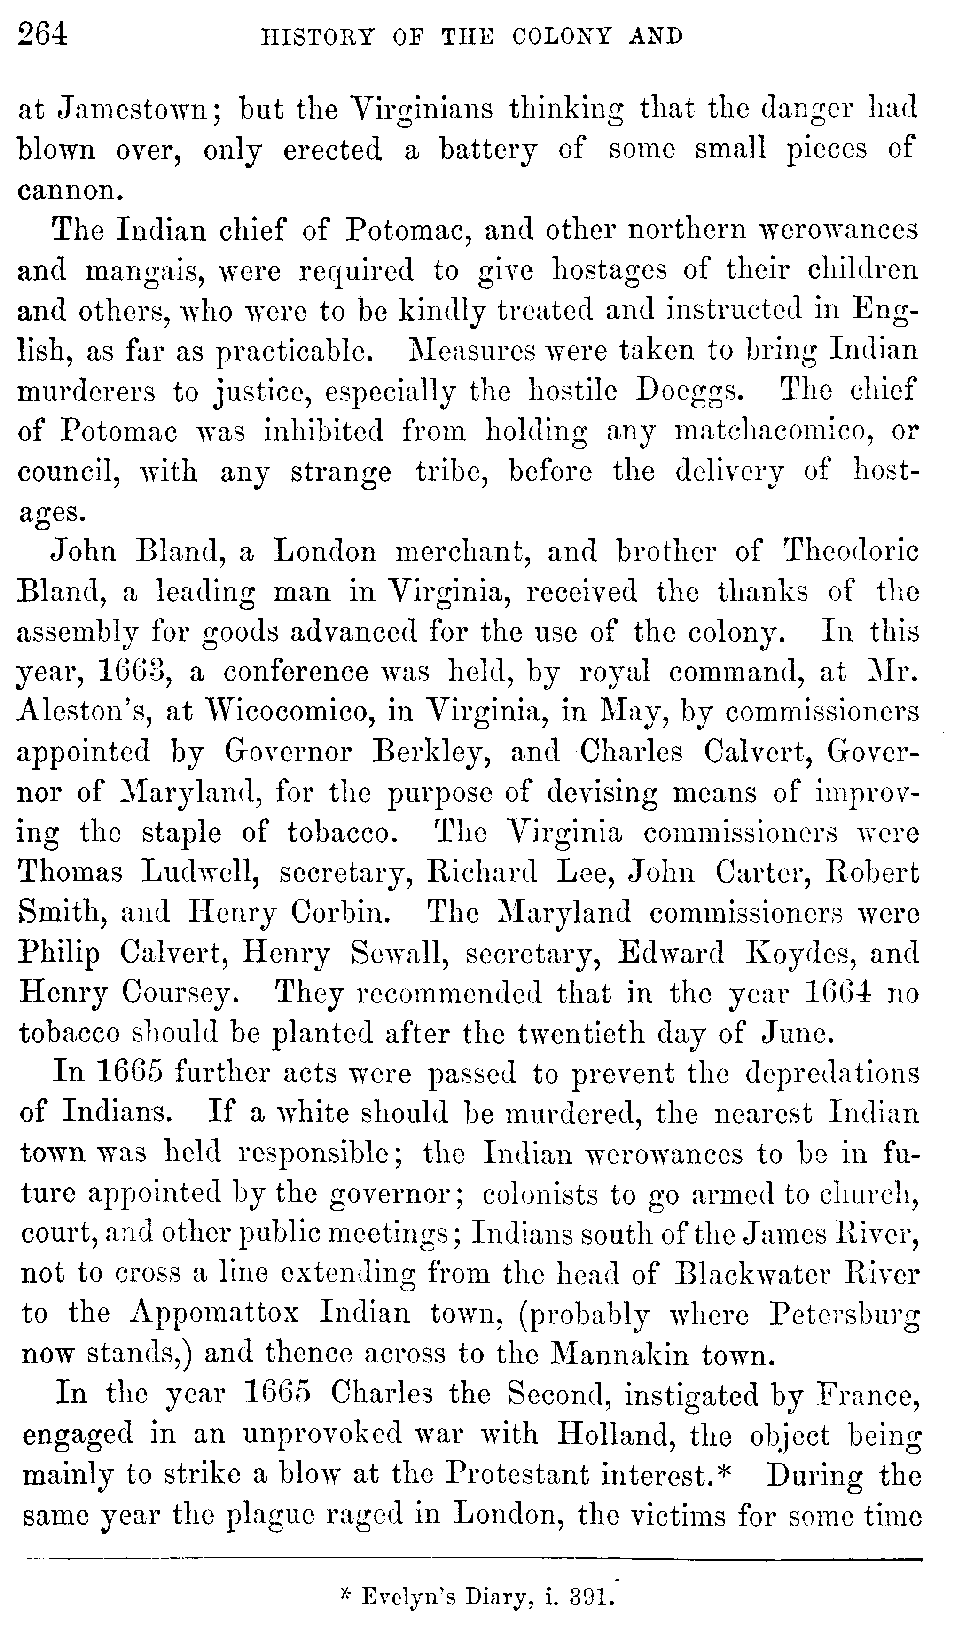 264 HISTORY OF THE COLONY AND
at Jamestown; but the Virginians thinking that the danger had
blown over, only erected a battery of some small pieces of
cannon.
The Indian chief of Potomac, and other northern werowances
and mangais, were required to give hostages of their children
and others, who were to be kindly treated and instructed in Eng-
lish, as far as practicable. Measures were taken to bring Indian
murderers to justice, especially the hostile Doeggs. The chief
of Potomac was inhibited from holding any matchacomico, or
council, with any strange tribe, before the delivery of host-
ages.
John Bland, a London merchant, and brother of Theodoric
Bland, a leading man in Virginia, received the thanks of the
assembly for goods advanced for the use of the colony. In this
year, 1663, a conference was held, by royal command, at Mr.
Aleston's, at Wicocomico, in Virginia, in May, by commissioners
appointed by Governor Berkley, and Charles Calvert, Gover-
nor of Maryland, for the purpose of devising means of improv-
ing the staple of tobacco. The Virginia commissioners were
Thomas Ludwell, secretary, Richard Lee, John Carter, Robert
Smith, and Henry Corbin. The Maryland commissioners were
Philip Calvert, Henry Sewall, secretary, Edward Koydes, and
Henry Coursey. They recommended that in the year 1664 no
tobacco should be planted after the twentieth day of June.
In 1665 further acts were passed to prevent the depredations
of Indians. If a white should be murdered, the nearest Indian
town was held responsible; the Indian werowances to be in fu-
ture appointed by the governor; colonists to go armed to church,
court, and other public meetings; Indians south of the James River,
not to cross a line extending from the head of Blackwater River
to the Appomattox Indian town, (probably where Petersburg
now stands,) and thence across to the Mannakin town.
In the year 1665 Charles the Second, instigated by France,
engaged in an unprovoked war with Holland, the object being
mainly to strike a blow at the Protestant interest.* During the
same year the plague raged in London, the victims for some time
* Evelyn's Diary, i. 391.